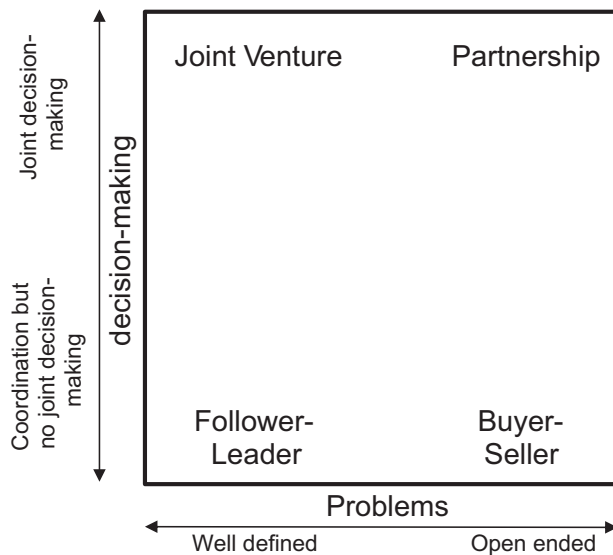 Joint Venture
Partnership
Joint decision-
making
decision-making
Coordination but
no joint decision-
making
Follower-
Leader
Buyer-
Seller
Problems
Well defined
Open ended